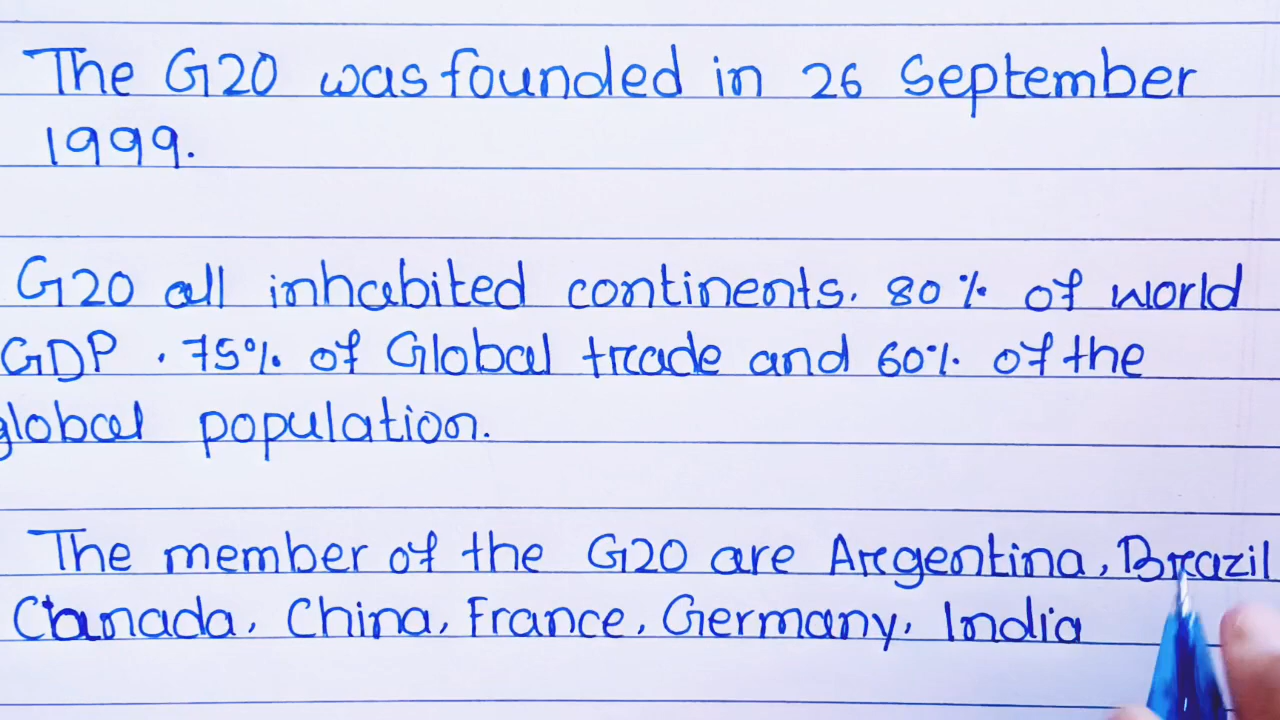 The G20 was founded in 26 September
1999.
G20 all inhabited continents. 80% of world
GDP. 75% of Global trade and 60% of the
global population.
The member of the G20 are Argentina, Brazil
Canada, China, France, Germany, India